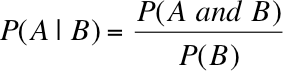 P(A | B) = P(A and B) / P(B)